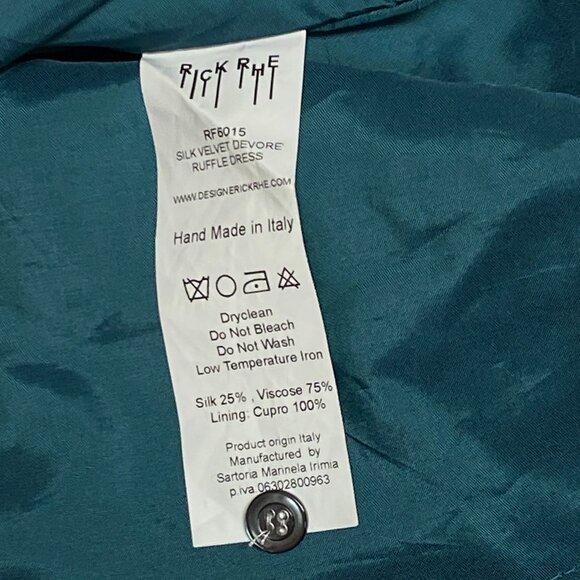 RICK RHE
RF6015
SILK VELVET DEVORE'
RUFFLE DRESS
WWW.DESIGNERICKRHE.COM
Hand Made in Italy
Dryclean
Do Not Bleach
Do Not Wash
Low Temperature Iron
Silk 25% , Viscose 75%
Lining: Cupro 100%
Product origin Italy
Manufactured by
Sartoria Marinela Irimia
p.iva.06302800963